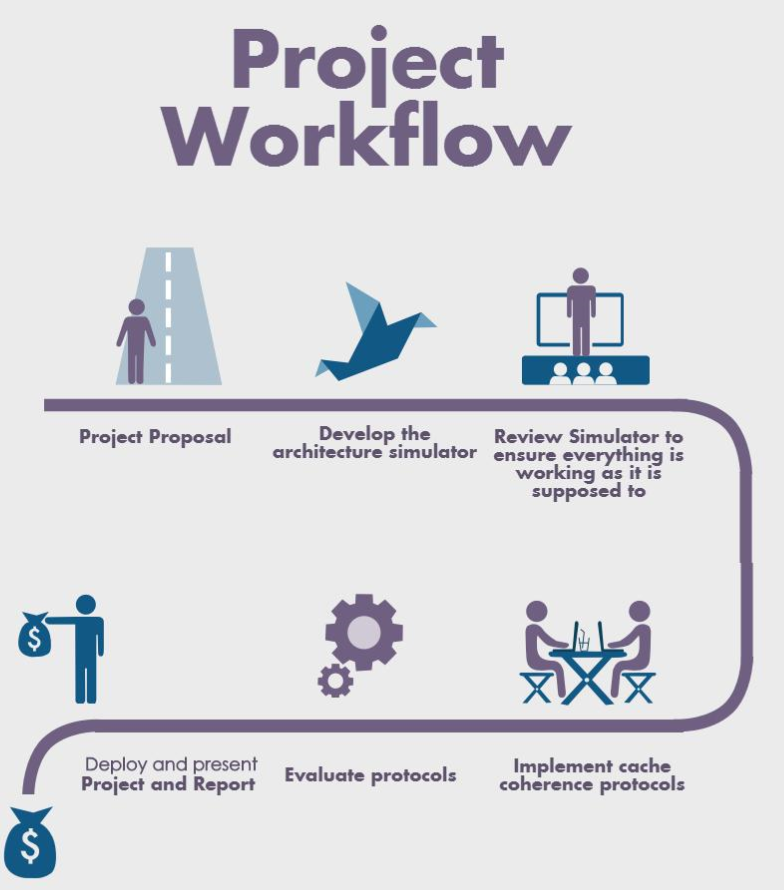 Project
Workflow
Project Proposal
Develop the
architecture simulator
Review Simulator to
ensure everything is
working as it is
supposed to
$
Implement cache
coherence protocols
Evaluate protocols
Deploy and present
Project and Report
$